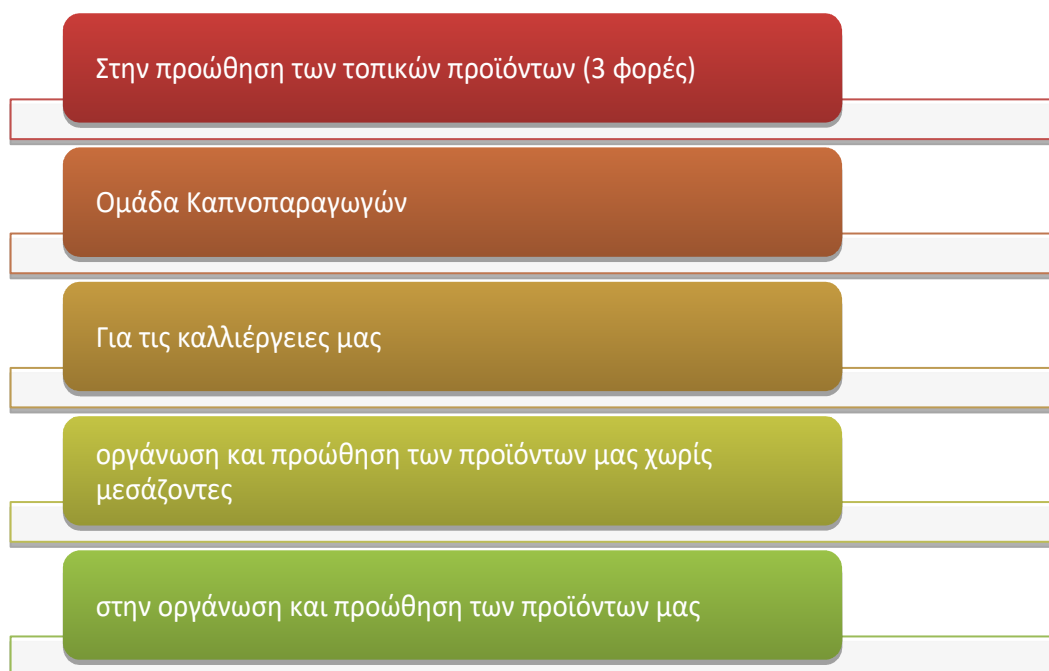 Στην προώθηση των τοπικών προϊόντων (3 φορές)
Ομάδα Καπνοπαραγωγών
Για τις καλλιέργειες μας
οργάνωση και προώθηση των προϊόντων μας χωρίς
μεσάζοντες
στην οργάνωση και προώθηση των προϊόντων μας